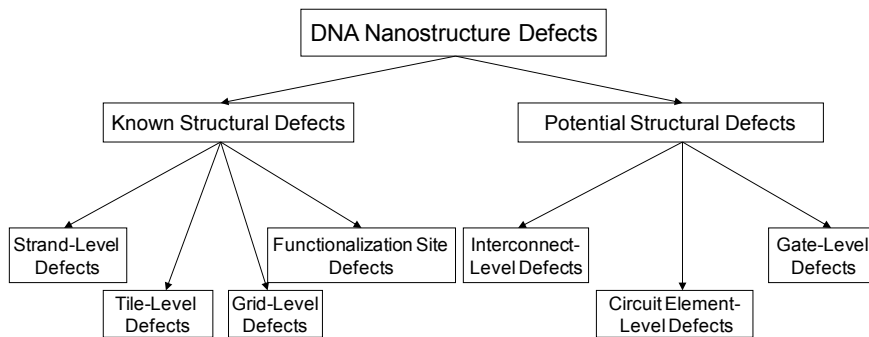 DNA Nanostructure Defects
Known Structural Defects
Potential Structural Defects
Strand-Level
Defects
Functionalization Site
Defects
Interconnect-
Level Defects
Gate-Level
Defects
Tile-Level
Defects
Grid-Level
Defects
Circuit Element-
Level Defects